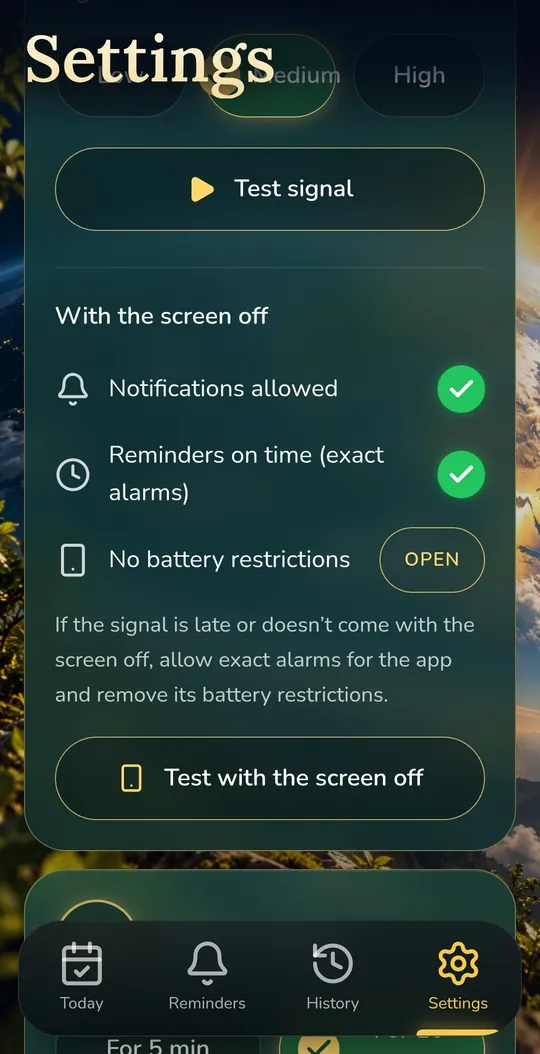 Settings
Low
Medium
High
Test signal
With the screen off
Notifications allowed
Reminders on time (exact
alarms)
No battery restrictions
OPEN
If the signal is late or doesn't come with the
screen off, allow exact alarms for the app
and remove its battery restrictions.
Test with the screen off
Today
Reminders
History
Settings
For 5 min